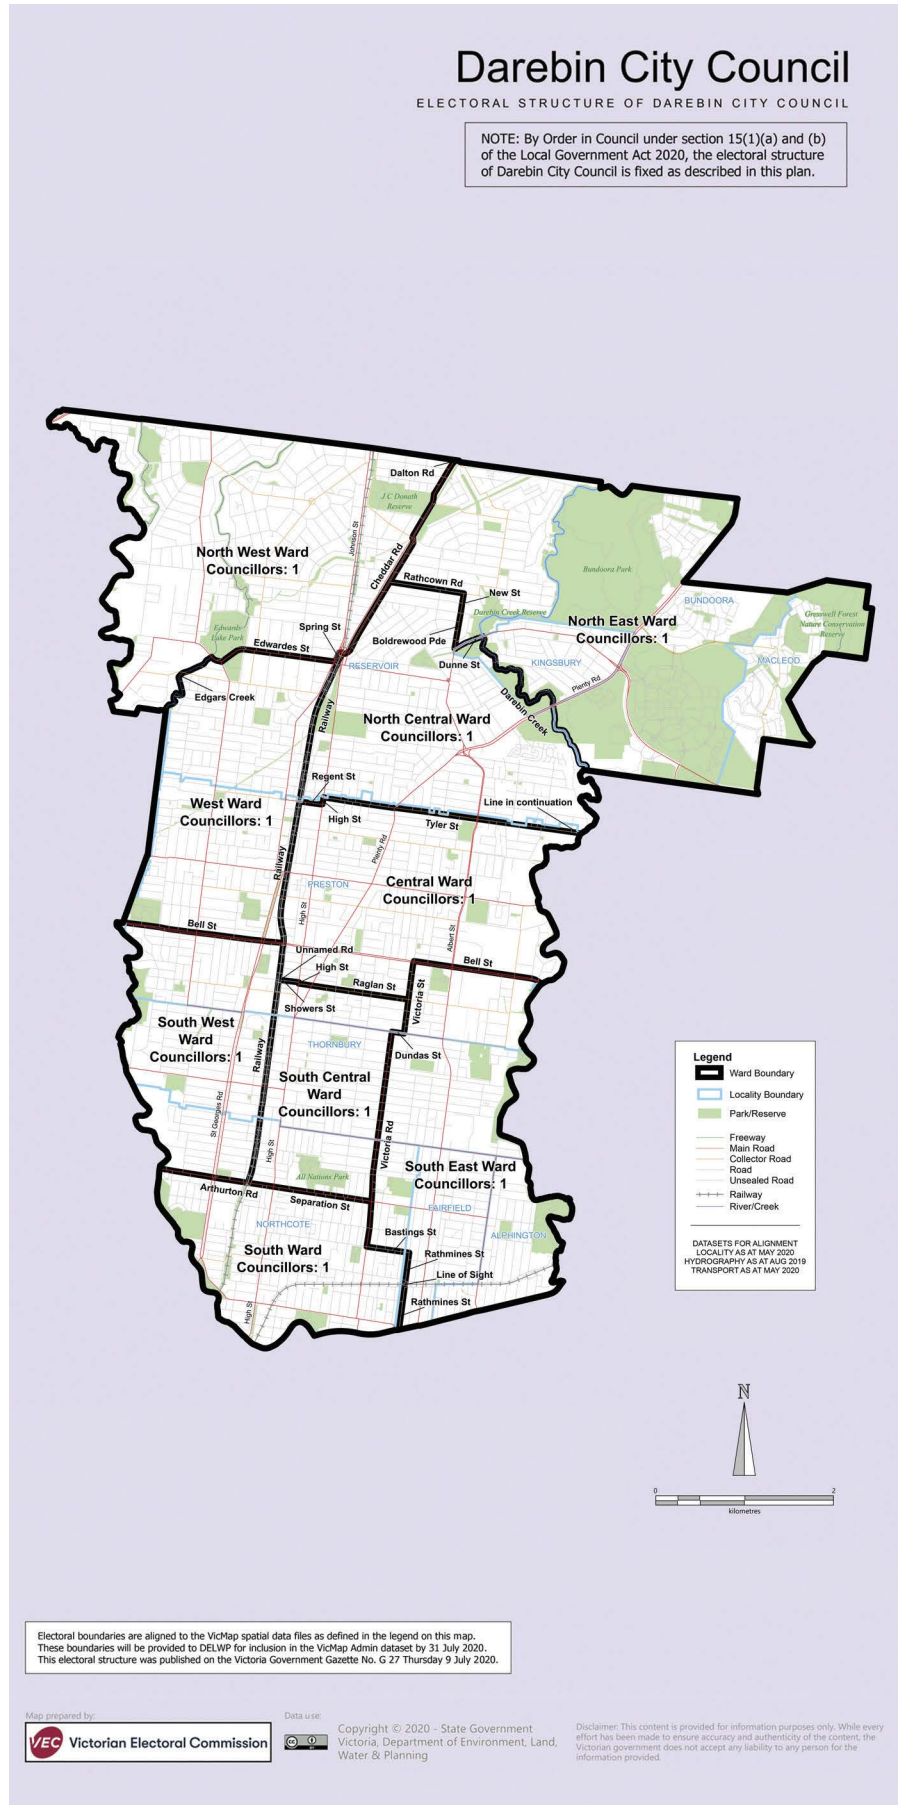 Darebin City Council
ELECTORAL STRUCTURE OF DAREBIN CITY COUNCIL
NOTE: By Order in Council under section 15(1)(a) and (b)
of the Local Government Act 2020, the electoral structure
of Darebin City Council is fixed as described in this plan.
Dalton Rd
J.C Donath
Reserve
Johnson St
North West Ward
Councillors: 1
Cheddar Rd
Bundoora Park
Rathcown Rd
New St
BUNDOORA
Darebin Creek Reserve
Gresswell Forest
Nature Conservation
Reserve
Edwardes
Lake Park
Spring St
North East Ward
Councillors: 1
Boldrewood Pde
Edwardes St
RESERVOIR
Dunne St
KINGSBURY
MACLEOD
Plenty Rd
Edgars Creek
Railway
Darebin Creek
North Central Ward
Councillors: 1
Regent St
West Ward
Councillors: 1
Line in continuation
High St
Tyler St
Plenty Rd
Railway
PRESTON
Central Ward
Councillors: 1
High St
Bell St
Albert St
Unnamed Rd
Bell St
High St
Raglan St
Victoria St
Showers St
South West
Ward
Councillors: 1
Railway
THORNBURY
Dundas St
South Central
Ward
Councillors: 1
St Georges Rd
High St
Victoria Rd
South East Ward
Councillors: 1
All Nations Park
Arthurton Rd
Separation St
FAIRFIELD
NORTHCOTE
Bastings St
ALPHINGTON
South Ward
Councillors: 1
Rathmines St
Line of Sight
High St
Rathmines St
Legend
Ward Boundary
Locality Boundary
Park/Reserve
Freeway
Main Road
Collector Road
Road
Unsealed Road
Railway
River/Creek
DATASETS FOR ALIGNMENT
LOCALITY AS AT MAY 2020
HYDROGRAPHY AS AT AUG 2019
TRANSPORT AS AT MAY 2020
N
0 2
kilometres
Electoral boundaries are aligned to the VicMap spatial data files as defined in the legend on this map.
These boundaries will be provided to DELWP for inclusion in the VicMap Admin dataset by 31 July 2020.
This electoral structure was published on the Victoria Government Gazette No. G 27 Thursday 9 July 2020.
Map prepared by:
VEC Victorian Electoral Commission
Data use:
cc
BY
Copyright © 2020 - State Government
Victoria, Department of Environment, Land,
Water & Planning
Disclaimer: This content is provided for information purposes only. While every
effort has been made to ensure accuracy and authenticity of the content, the
Victorian government does not accept any liability to any person for the
information provided.